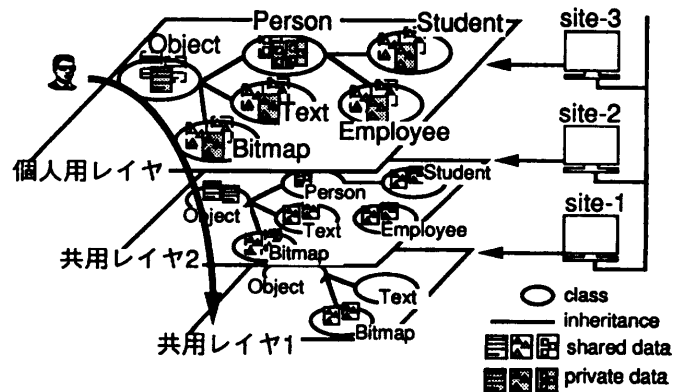 Object
Person
Student
Text
Employee
Bitmap
個人用レイヤ
Object
Person
Student
Text
Employee
Bitmap
共用レイヤ2
Object
Text
Bitmap
共用レイヤ1
site-3
site-2
site-1
class
inheritance
shared data
private data